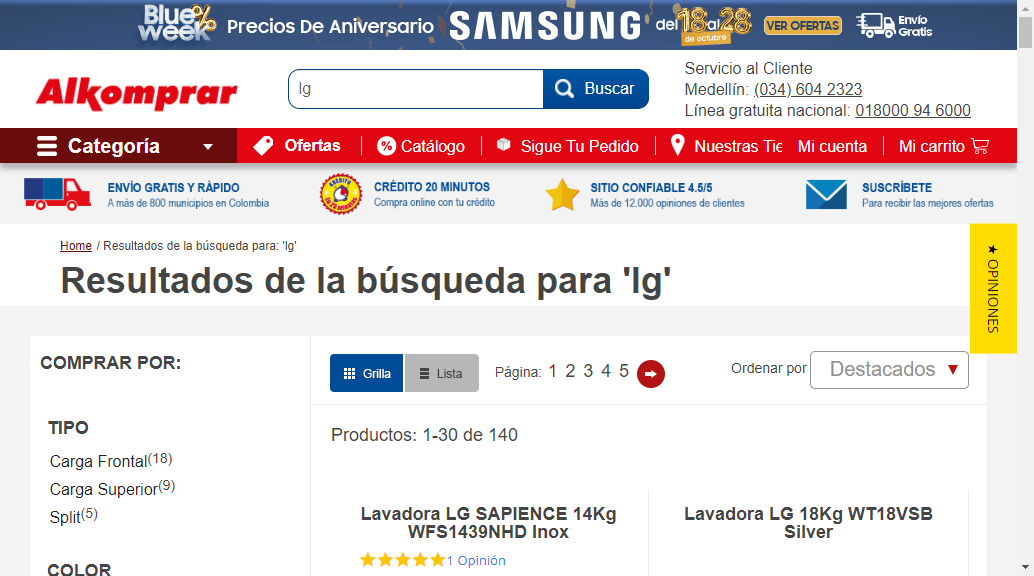 Blue Week %
Precios De Aniversario
SAMSUNG
del 18 al 28 de octubre
VER OFERTAS
Envío Gratis
Alkomprar
lg
Buscar
Servicio al Cliente
Medellín: (034) 604 2323
Línea gratuita nacional: 018000 94 6000
Categoría
Ofertas
Catálogo
Sigue Tu Pedido
Nuestras Tie
Mi cuenta
Mi carrito
ENVÍO GRATIS Y RÁPIDO
A más de 800 municipios en Colombia
CRÉDITO 20 MINUTOS
Compra online con tu crédito
SITIO CONFIABLE 4.5/5
Más de 12.000 opiniones de clientes
SUSCRÍBETE
Para recibir las mejores ofertas
Home / Resultados de la búsqueda para: 'lg'
Resultados de la búsqueda para 'lg'
★ OPINIONES
COMPRAR POR:
Grilla
Lista
Página: 1 2 3 4 5
Ordenar por
Destacados
TIPO
Carga Frontal(18)
Carga Superior(9)
Split(5)
COLOR
Productos: 1-30 de 140
Lavadora LG SAPIENCE 14Kg
WFS1439NHD Inox
1 Opinión
Lavadora LG 18Kg WT18VSB
Silver